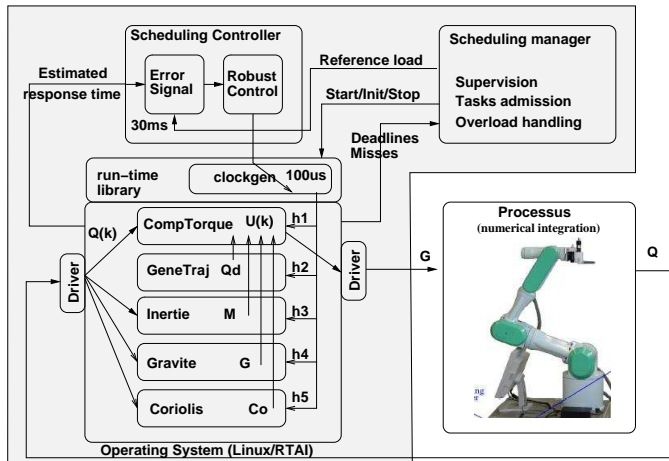 Scheduling Controller
Scheduling manager
Estimated
response time
Error
Signal
Robust
Control
Reference load
Supervision
Tasks admission
Overload handling
Start/Init/Stop
30ms
Deadlines
Misses
run-time
library
clockgen 100us
Q(k)
CompTorque U(k)
h1
Processus
(numerical integration)
Driver
GeneTraj Qd
h2
Driver
G
Q
Inertie M
h3
Gravite G
h4
Coriolis Co
h5
ng
Operating System (Linux/RTAI)